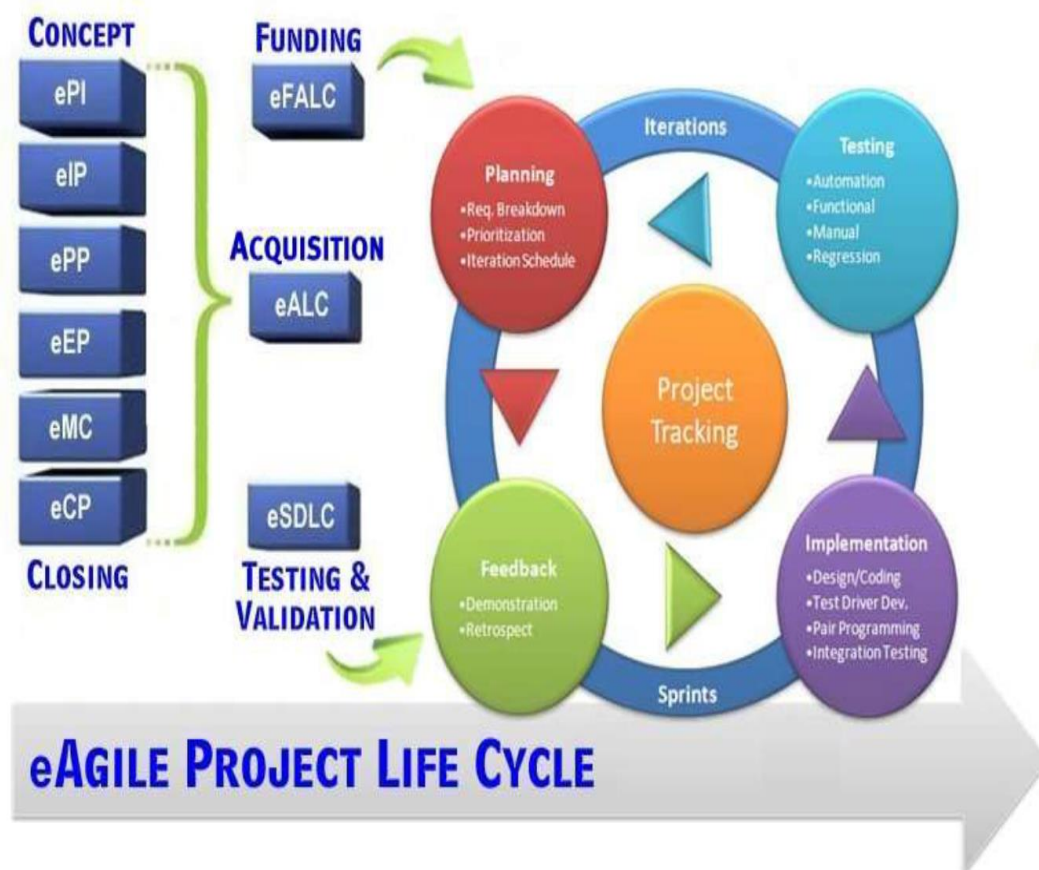 CONCEPT
ePI
eIP
ePP
eEP
eMC
eCP
CLOSING
FUNDING
eFALC
ACQUISITION
eALC
eSDLC
TESTING &
VALIDATION
Iterations
Planning
•Req. Breakdown
•Prioritization
•Iteration Schedule
Testing
•Automation
•Functional
•Manual
•Regression
Project
Tracking
Feedback
•Demonstration
•Retrospect
Implementation
•Design/Coding
•Test Driver Dev.
•Pair Programming
•Integration Testing
Sprints
eAGILE PROJECT LIFE CYCLE